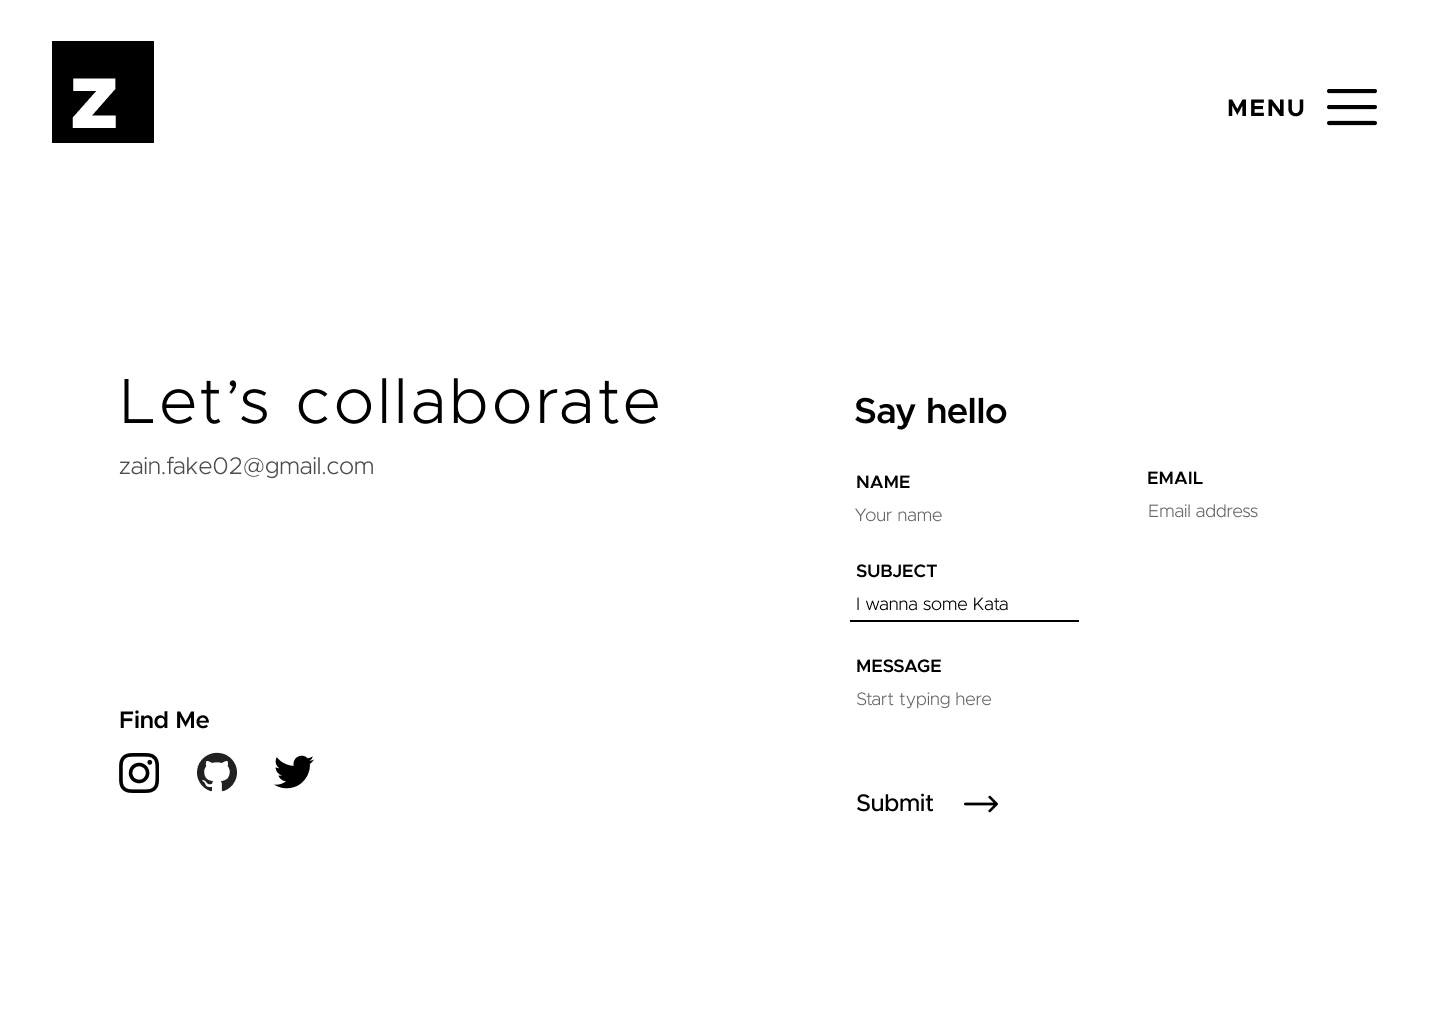 Z
MENU
Let’s collaborate
zain.fake02@gmail.com
Find Me
Say hello
NAME
Your name
EMAIL
Email address
SUBJECT
I wanna some Kata
MESSAGE
Start typing here
Submit